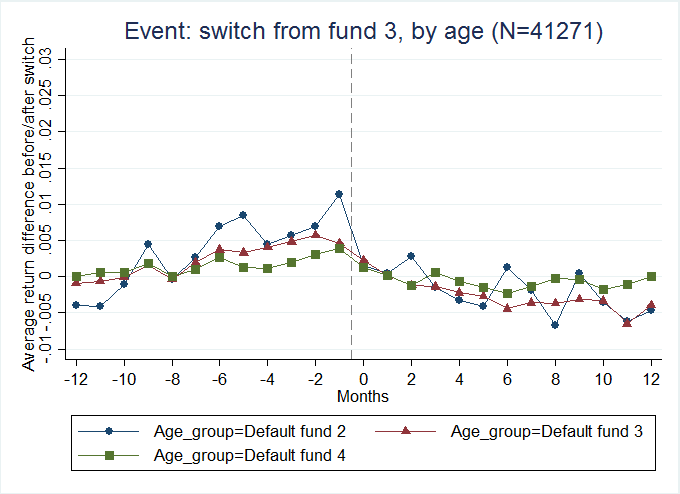 Event: switch from fund 3, by age (N=41271)
Average return difference before/after switch
.03
.025
.02
.015
.01
.005
0
-.005
-.01
-12 -10 -8 -6 -4 -2 0 2 4 6 8 10 12
Months
Age_group=Default fund 2 Age_group=Default fund 3
Age_group=Default fund 4